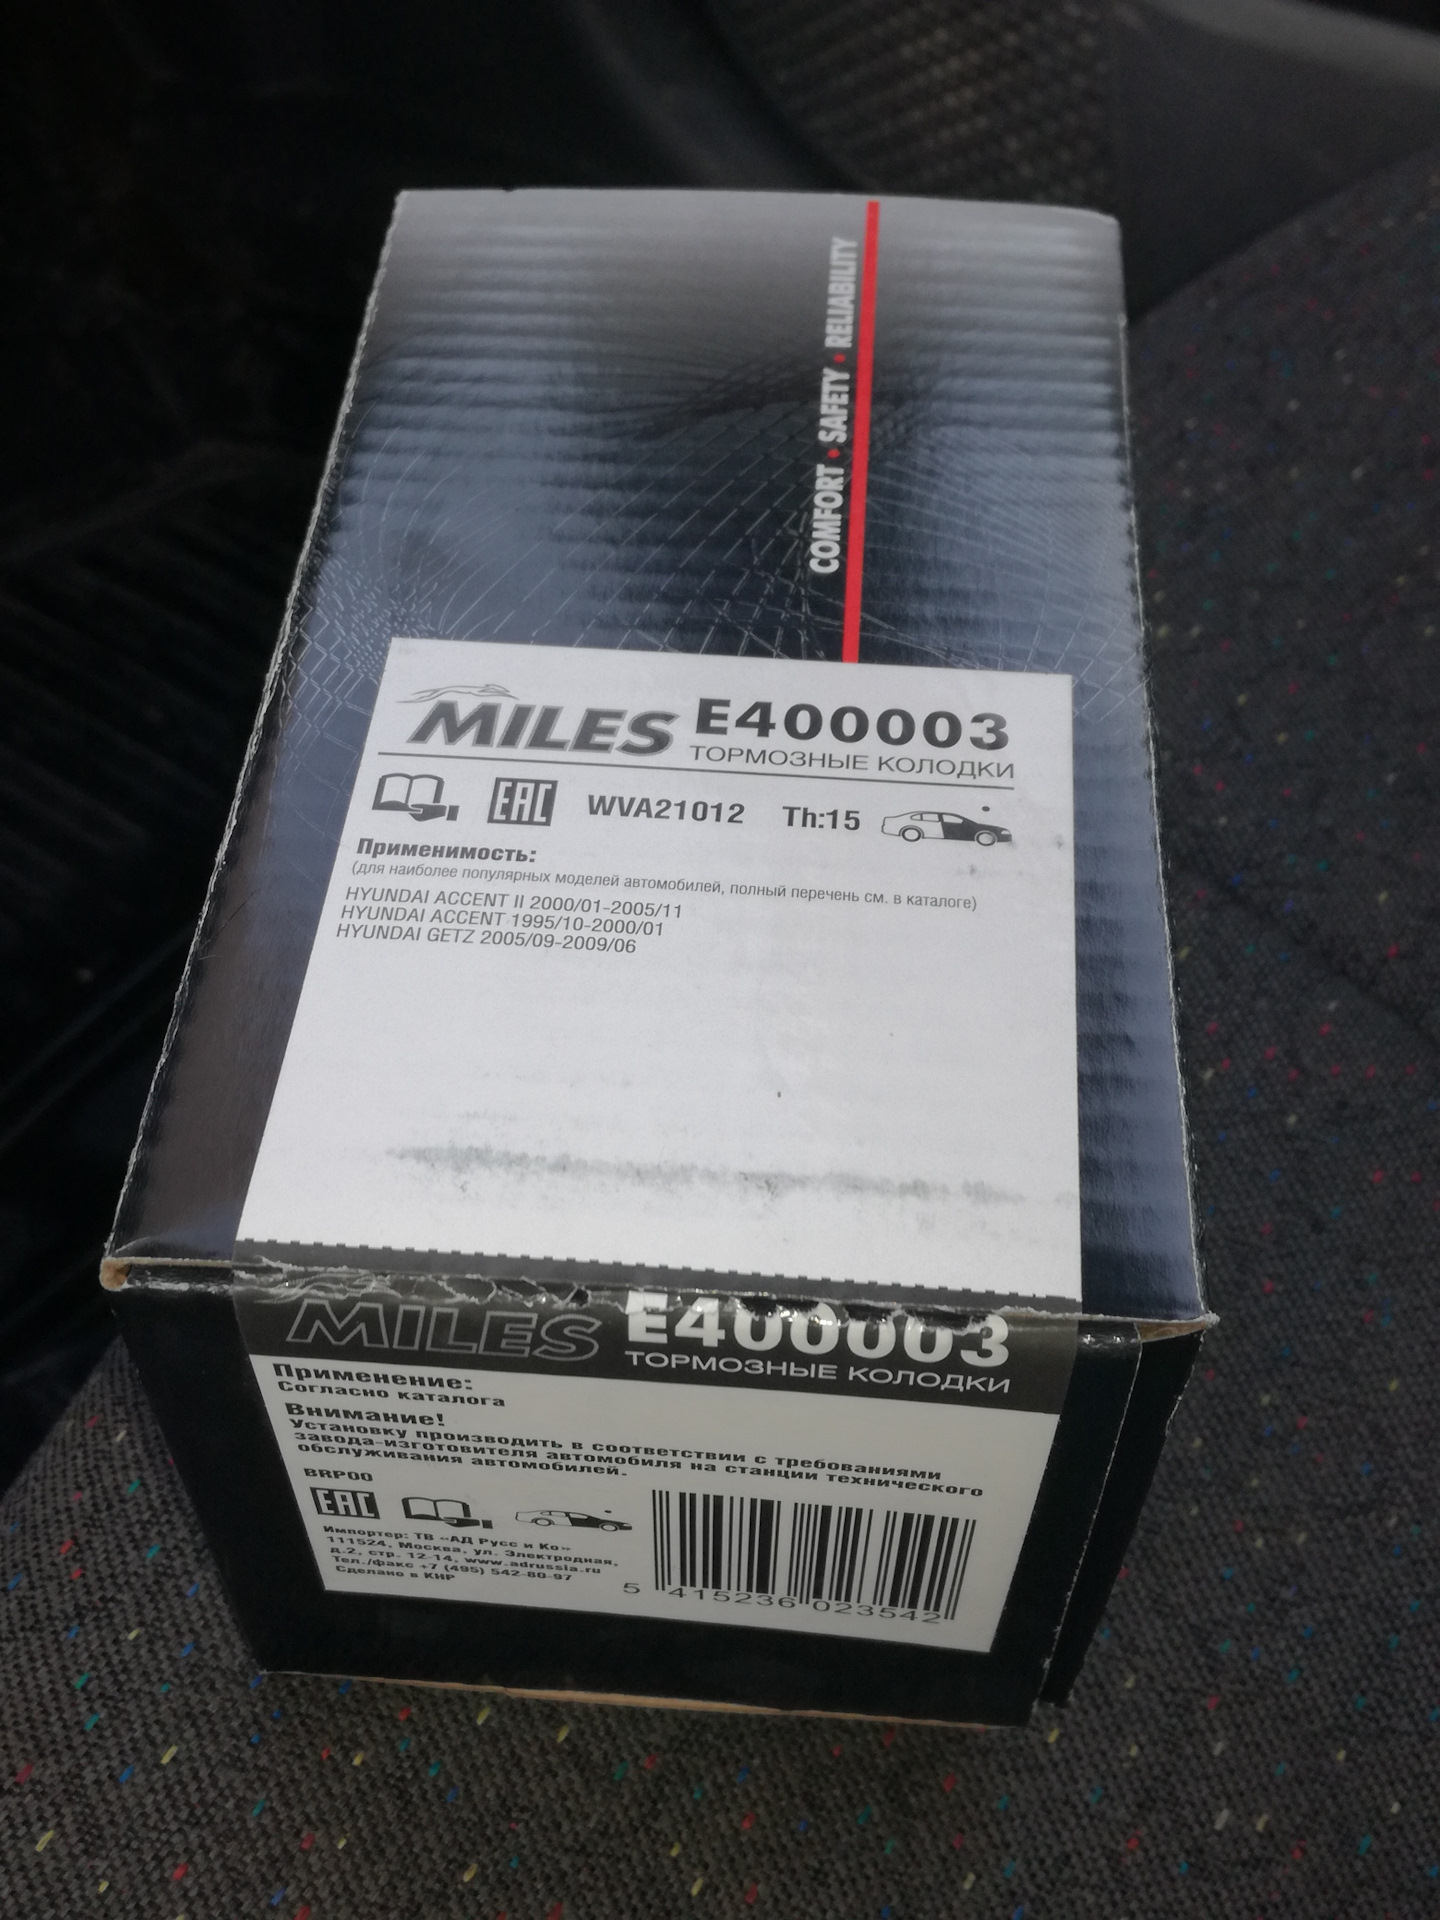 COMFORT • SAFETY • RELIABILITY
MILES E400003
ТОРМОЗНЫЕ КОЛОДКИ
EAC WVA21012 Th:15
Применимость:
(для наиболее популярных моделей автомобилей, полный перечень см. в каталоге)
HYUNDAI ACCENT II 2000/01-2005/11
HYUNDAI ACCENT 1995/10-2000/01
HYUNDAI GETZ 2005/09-2009/06
MILES E400003
ТОРМОЗНЫЕ КОЛОДКИ
Применение:
Согласно каталога
Внимание!
Установку производить в соответствии с требованиями
завода-изготовителя автомобиля на станции технического
обслуживания автомобилей.
BRP00
EAC
Импортер: ТВ «АД Русс и Ко»
111524, Москва, ул. Электродная,
д.2, стр. 12-14, www.adrussia.ru
Тел./факс +7 (495) 542-80-97
Сделано в КНР
5 415236 023542